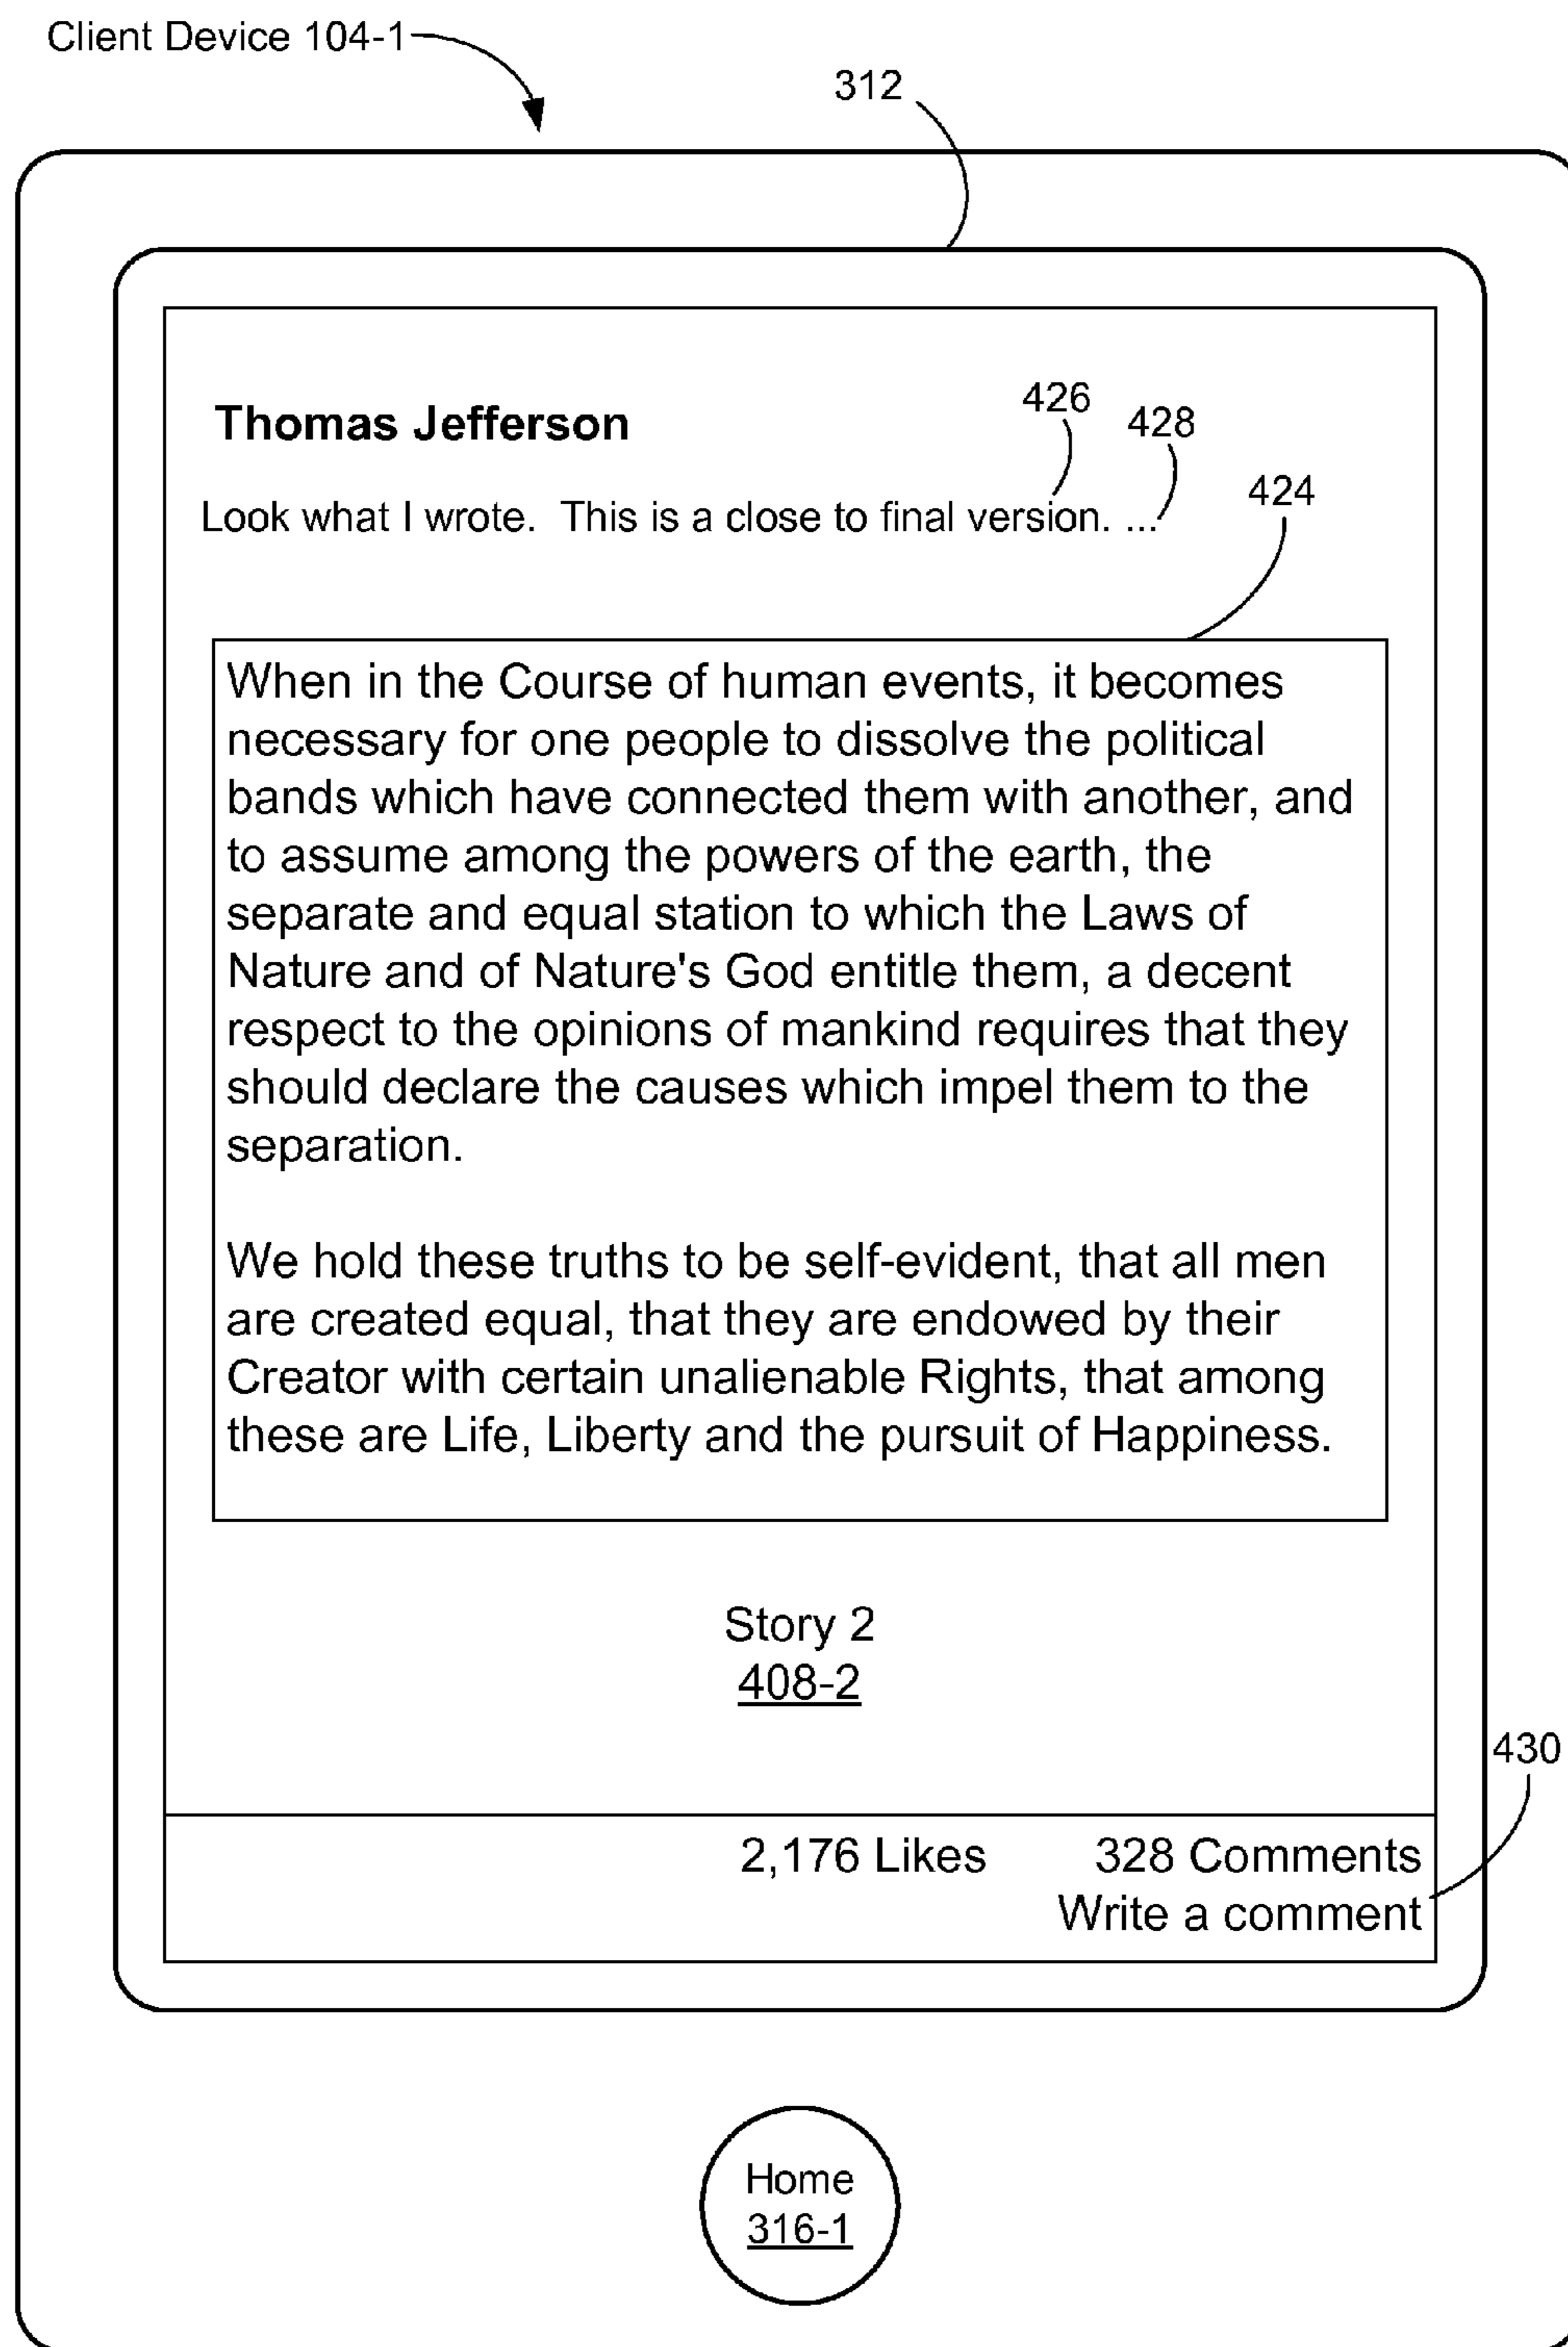 Client Device 104-1
312
Thomas Jefferson
426
428
Look what I wrote.  This is a close to final version. ...
424
When in the Course of human events, it becomes
necessary for one people to dissolve the political
bands which have connected them with another, and
to assume among the powers of the earth, the
separate and equal station to which the Laws of
Nature and of Nature's God entitle them, a decent
respect to the opinions of mankind requires that they
should declare the causes which impel them to the
separation.
We hold these truths to be self-evident, that all men
are created equal, that they are endowed by their
Creator with certain unalienable Rights, that among
these are Life, Liberty and the pursuit of Happiness.
Story 2
408-2
430
2,176 Likes 328 Comments
Write a comment
Home
316-1